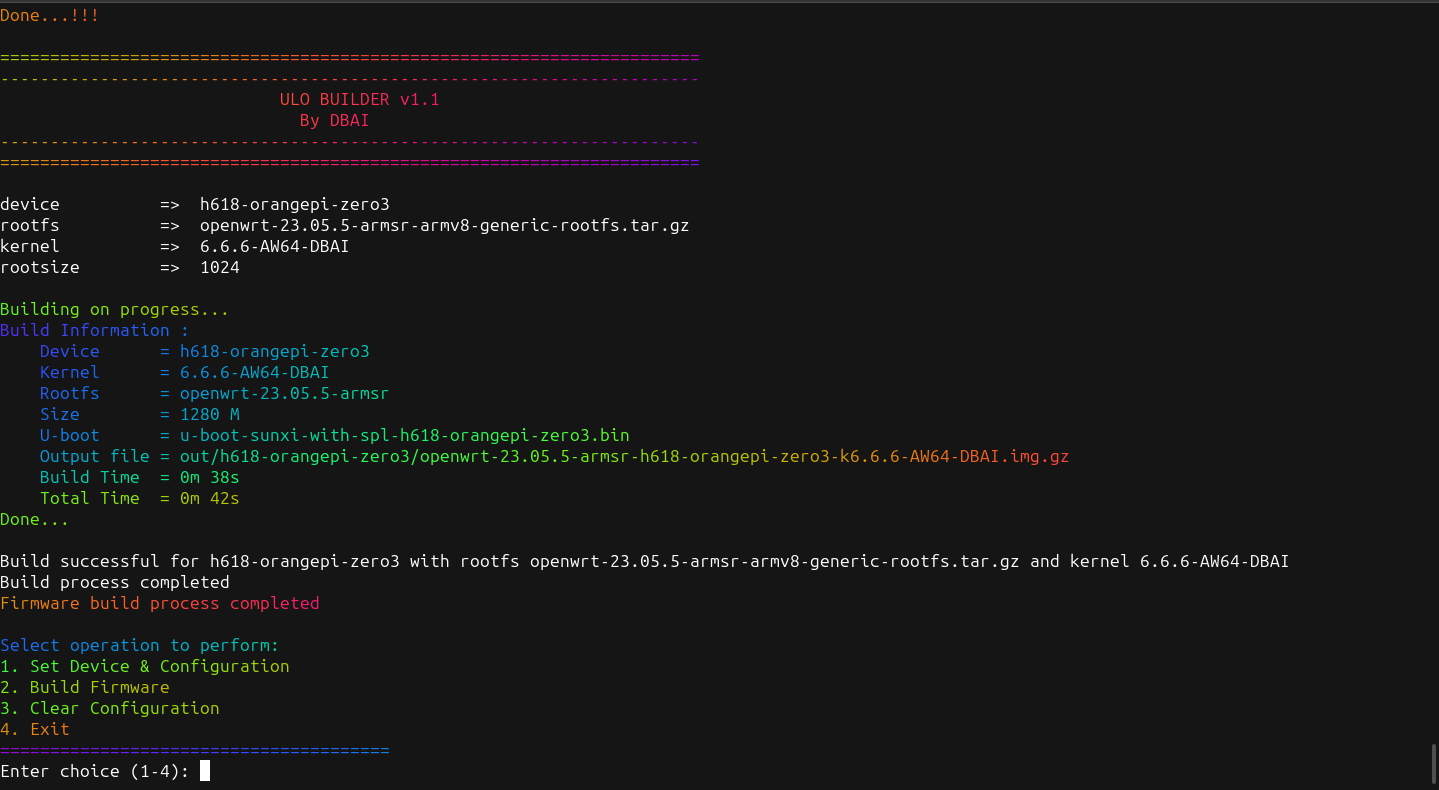 Done...!!!
======================================================================
----------------------------------------------------------------------
ULO BUILDER v1.1
By DBAI
----------------------------------------------------------------------
======================================================================
device          =>  h618-orangepi-zero3
rootfs          =>  openwrt-23.05.5-armsr-armv8-generic-rootfs.tar.gz
kernel          =>  6.6.6-AW64-DBAI
rootsize        =>  1024
Building on progress...
Build Information :
    Device      = h618-orangepi-zero3
    Kernel      = 6.6.6-AW64-DBAI
    Rootfs      = openwrt-23.05.5-armsr
    Size        = 1280 M
    U-boot      = u-boot-sunxi-with-spl-h618-orangepi-zero3.bin
    Output file = out/h618-orangepi-zero3/openwrt-23.05.5-armsr-h618-orangepi-zero3-k6.6.6-AW64-DBAI.img.gz
    Build Time  = 0m 38s
    Total Time  = 0m 42s
Done...
Build successful for h618-orangepi-zero3 with rootfs openwrt-23.05.5-armsr-armv8-generic-rootfs.tar.gz and kernel 6.6.6-AW64-DBAI
Build process completed
Firmware build process completed
Select operation to perform:
1. Set Device & Configuration
2. Build Firmware
3. Clear Configuration
4. Exit
=======================================
Enter choice (1-4):